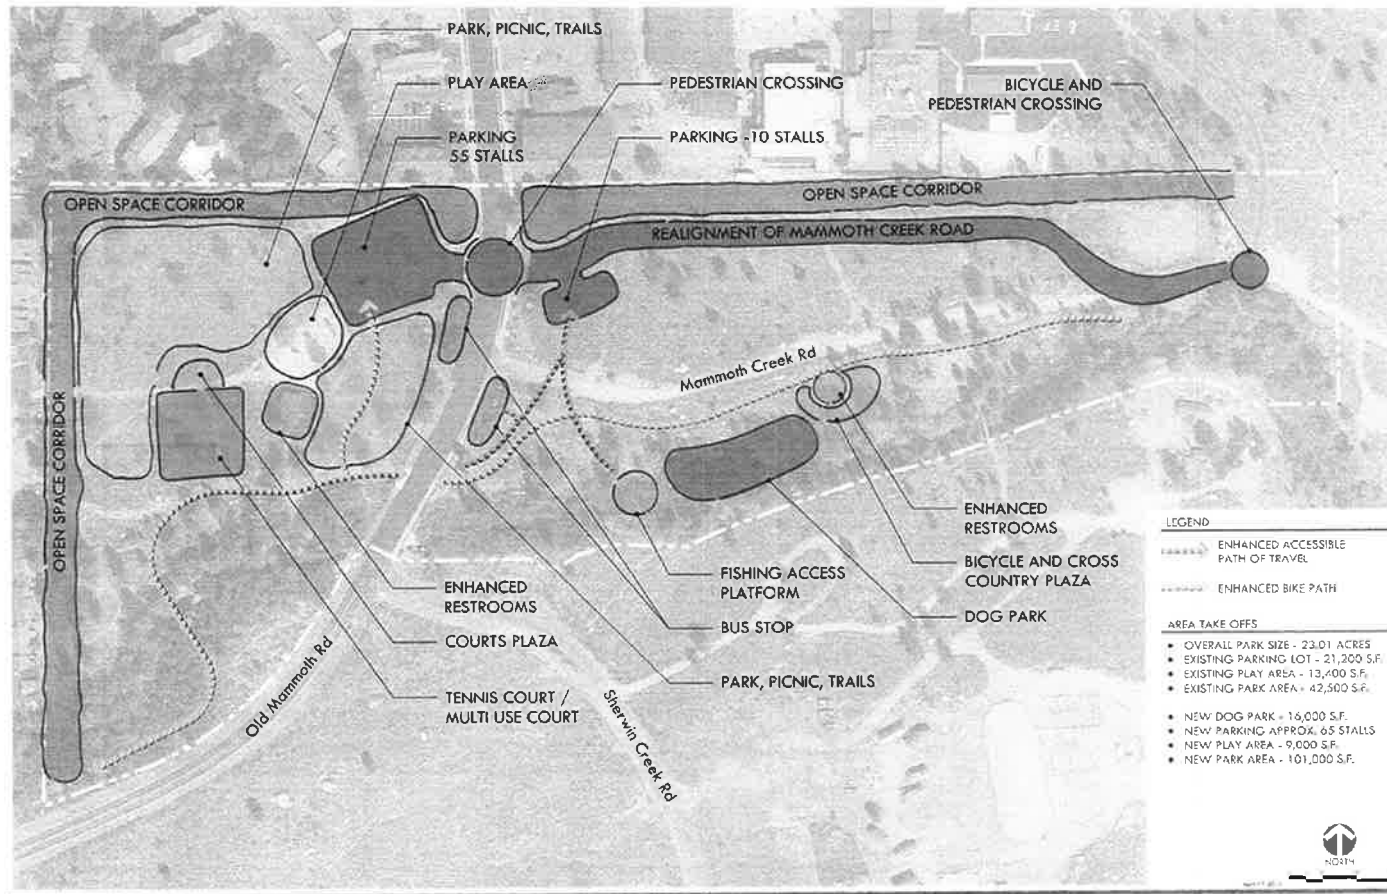 PARK, PICNIC, TRAILS
PLAY AREA
PEDESTRIAN CROSSING
BICYCLE AND
PEDESTRIAN CROSSING
PARKING
55 STALLS
PARKING -10 STALLS
OPEN SPACE CORRIDOR
OPEN SPACE CORRIDOR
REALIGNMENT OF MAMMOTH CREEK ROAD
Mammoth Creek Rd
OPEN SPACE CORRIDOR
ENHANCED
RESTROOMS
BICYCLE AND CROSS
COUNTRY PLAZA
DOG PARK
FISHING ACCESS
PLATFORM
BUS STOP
PARK, PICNIC, TRAILS
ENHANCED
RESTROOMS
COURTS PLAZA
TENNIS COURT /
MULTI USE COURT
Old Mammoth Rd
Sherwin Creek Rd
LEGEND
ENHANCED ACCESSIBLE
PATH OF TRAVEL
ENHANCED BIKE PATH
AREA TAKE OFFS
• OVERALL PARK SIZE - 23.01 ACRES
• EXISTING PARKING LOT - 21,200 S.F.
• EXISTING PLAY AREA - 13,400 S.F.
• EXISTING PARK AREA - 42,500 S.F.
• NEW DOG PARK - 16,000 S.F.
• NEW PARKING APPROX. 65 STALLS
• NEW PLAY AREA - 9,000 S.F.
• NEW PARK AREA - 101,000 S.F.
NORTH